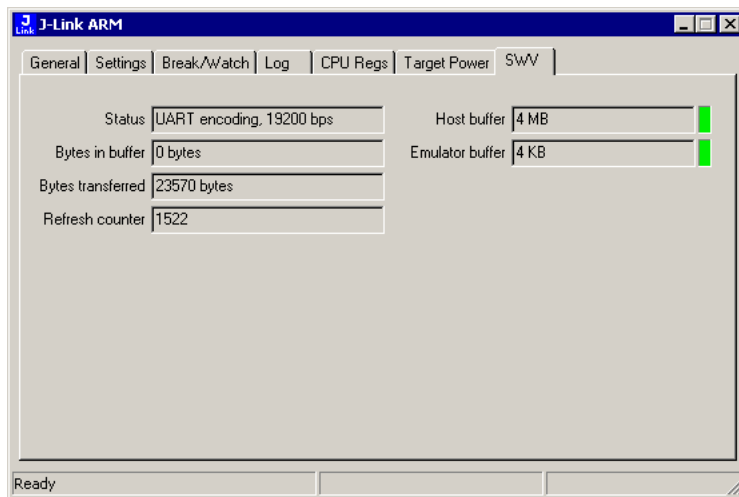 J Link J-Link ARM
General Settings Break/Watch Log CPU Regs Target Power SWV
Status UART encoding, 19200 bps Host buffer 4 MB
Bytes in buffer 0 bytes Emulator buffer 4 KB
Bytes transferred 23570 bytes
Refresh counter 1522
Ready